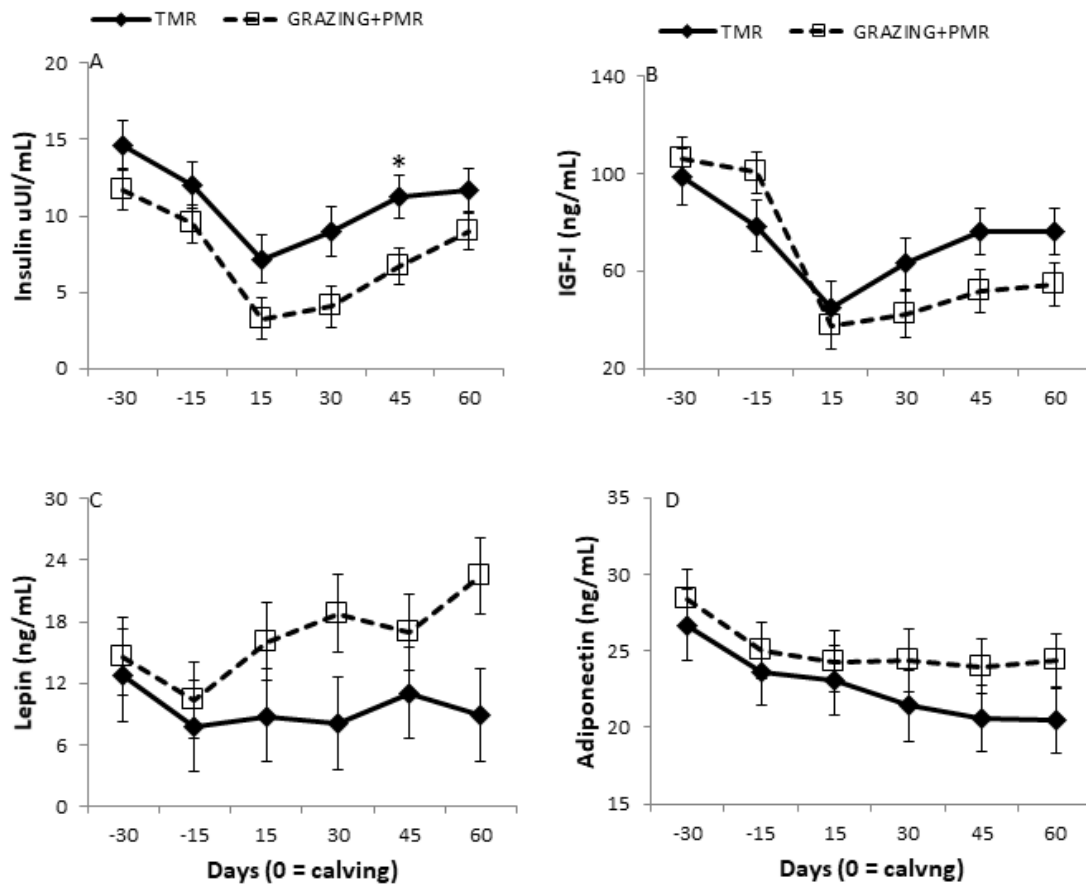 TMR GRAZING+PMR
A
Insulin uUI/mL
20
15
10
5
0
*
-30 -15 15 30 45 60
TMR GRAZING+PMR
B
IGF-I (ng/mL)
140
100
60
20
-30 -15 15 30 45 60
C
Lepin (ng/mL)
30
24
18
12
6
0
-30 -15 15 30 45 60
Days (0 = calving)
D
Adiponectin (ng/mL)
35
30
25
20
15
-30 -15 15 30 45 60
Days (0 = calvng)